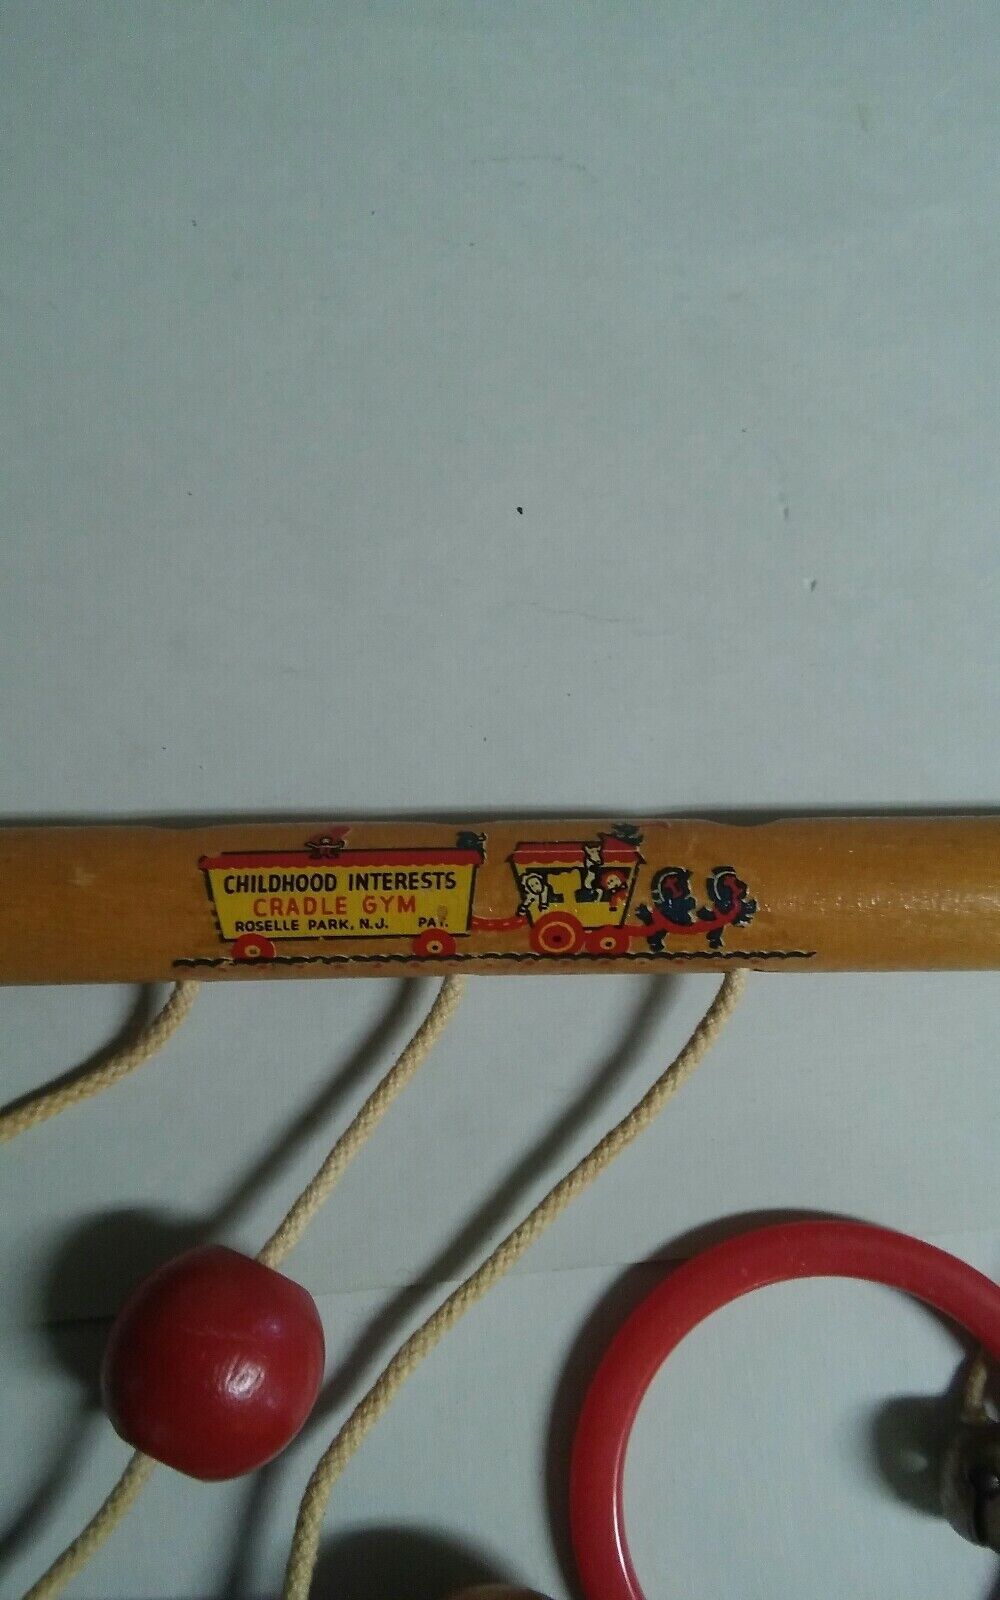 CHILDHOOD INTERESTS
CRADLE GYM
ROSELLE PARK, N.J. PAT.